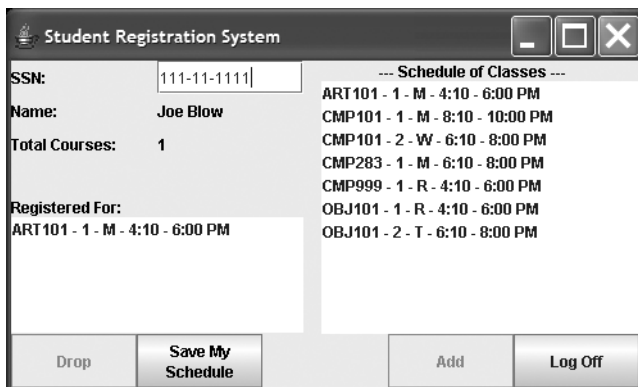 Student Registration System
SSN: 111-11-1111
Name: Joe Blow
Total Courses: 1
Registered For:
ART101 - 1 - M - 4:10 - 6:00 PM
--- Schedule of Classes ---
ART101 - 1 - M - 4:10 - 6:00 PM
CMP101 - 1 - M - 8:10 - 10:00 PM
CMP101 - 2 - W - 6:10 - 8:00 PM
CMP283 - 1 - M - 6:10 - 8:00 PM
CMP999 - 1 - R - 4:10 - 6:00 PM
OBJ101 - 1 - R - 4:10 - 6:00 PM
OBJ101 - 2 - T - 6:10 - 8:00 PM
Drop
Save My
Schedule
Add
Log Off